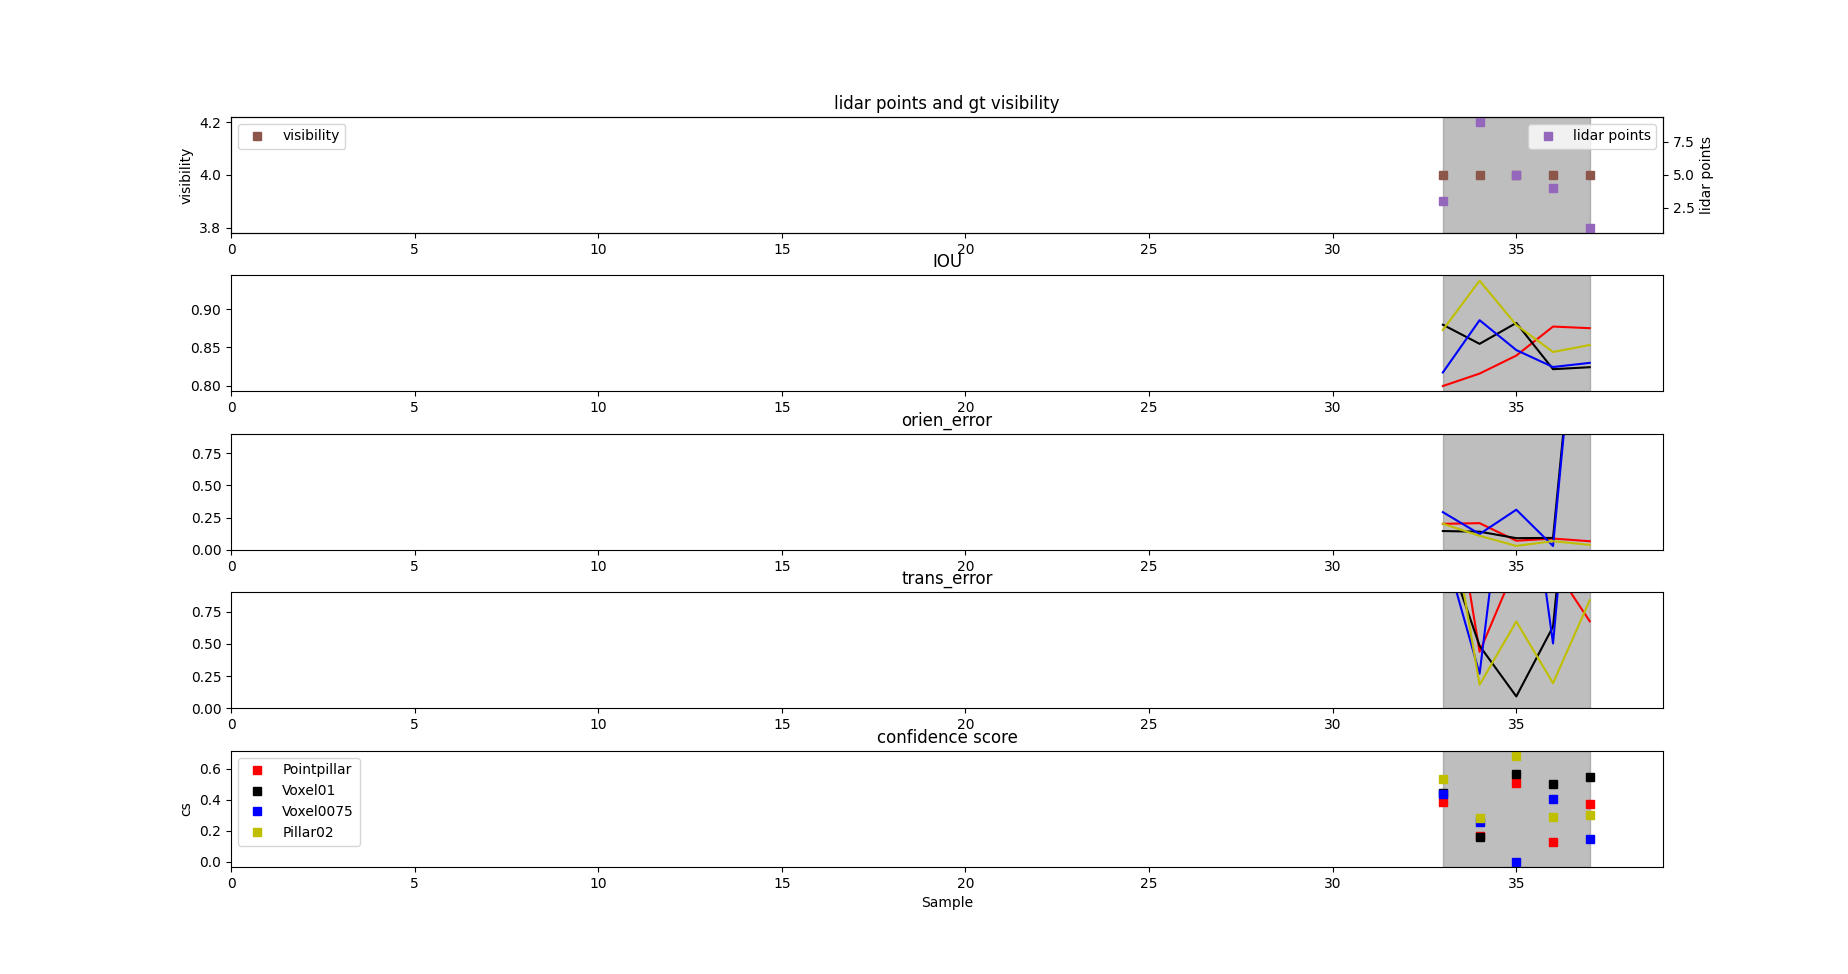 lidar points and gt visibility
4.2
4.0
3.8
visibility
visibility
lidar points
7.5
5.0
2.5
lidar points
0 5 10 15 20 25 30 35
IOU
0.90
0.85
0.80
0 5 10 15 20 25 30 35
orien_error
0.75
0.50
0.25
0.00
0 5 10 15 20 25 30 35
trans_error
0.75
0.50
0.25
0.00
0 5 10 15 20 25 30 35
confidence score
0.6
0.4
0.2
0.0
cs
Pointpillar
Voxel01
Voxel0075
Pillar02
0 5 10 15 20 25 30 35
Sample